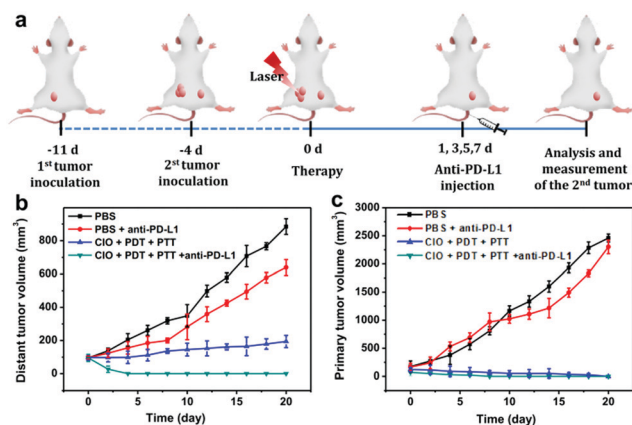 a
Laser
-11 d
-4 d
0 d
1, 3,5,7 d
1st tumor
inoculation
2st tumor
inoculation
Therapy
Anti-PD-L1
injection
Analysis and
measurement
of the 2nd tumor
b
PBS
PBS + anti-PD-L1
CIO + PDT + PTT
CIO + PDT + PTT +anti-PD-L1
Distant tumor volume (mm3)
800
600
400
200
0
0
5
10
15
20
Time (day)
c
PBS
PBS + anti-PD-L1
CIO + PDT + PTT
CIO + PDT + PTT +anti-PD-L1
Primary tumor volume (mm3)
3000
2500
2000
1500
1000
500
0
0
5
10
15
20
Time (day)